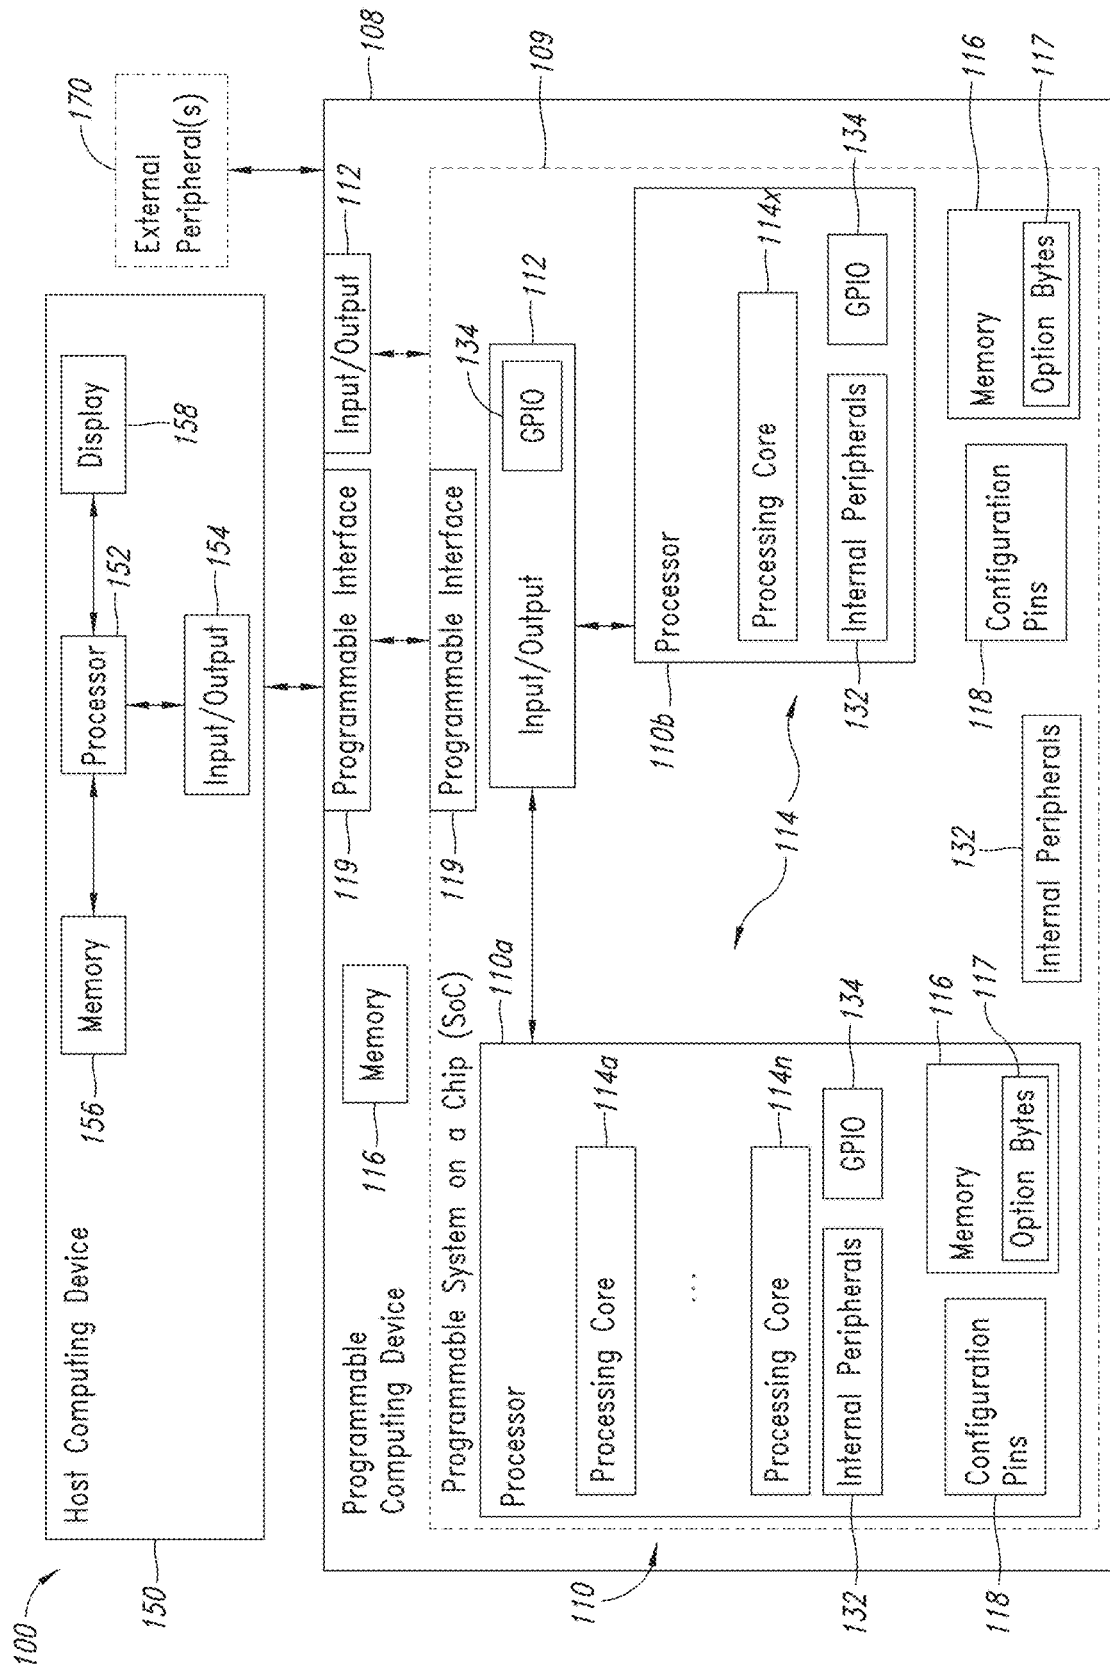 100
Host Computing Device
150
Memory
156
Processor
152
Display
158
Input/Output
154
External
Peripheral(s)
170
108
Programmable
Computing Device
Memory
116
Programmable Interface
119
Input/Output
112
109
Programmable System on a Chip (SoC)
Programmable Interface
119
Input/Output
GPIO
134
112
110
Processor
110a
Processing Core
114a
...
Processing Core
114n
Internal Peripherals
132
GPIO
134
Configuration
Pins
118
Memory
116
Option Bytes
117
114
Processor
110b
Processing Core
114x
Internal Peripherals
132
GPIO
134
Internal Peripherals
132
Configuration
Pins
118
Memory
116
Option Bytes
117